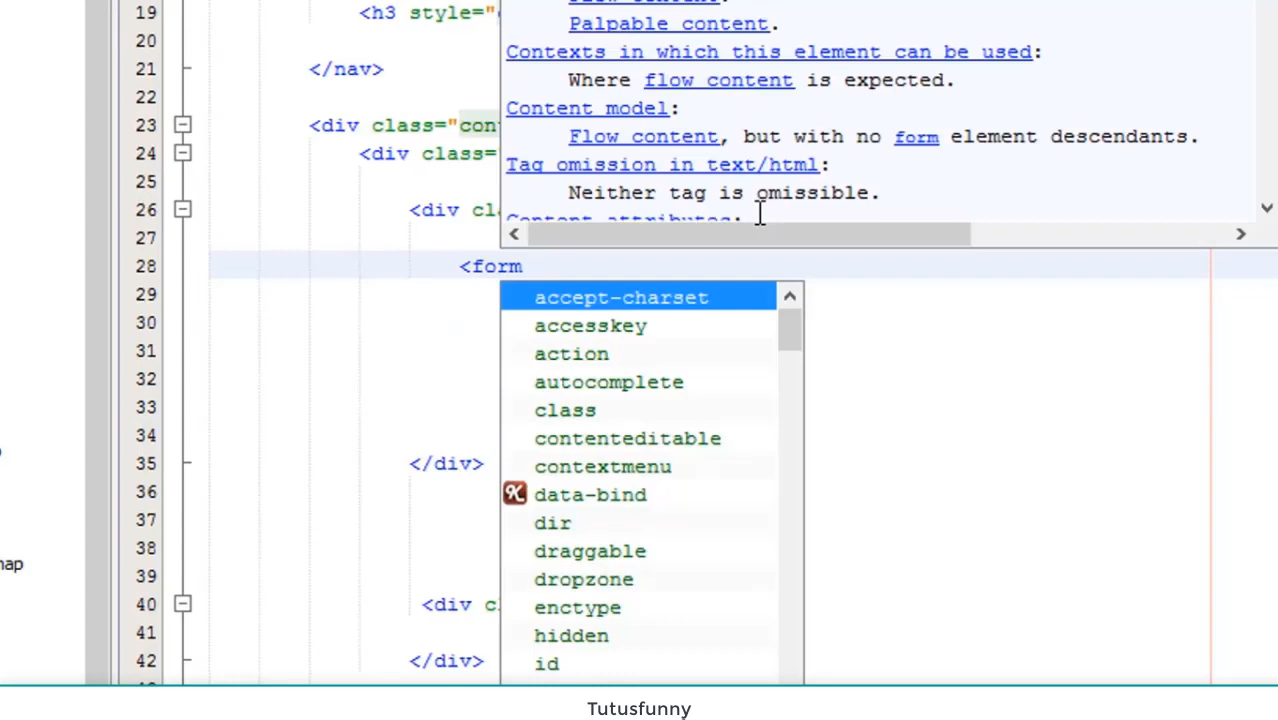 Palpable content.
Contexts in which this element can be used:
Where flow content is expected.
Content model:
Flow content, but with no form element descendants.
Tag omission in text/html:
Neither tag is omissible.
Content attributes:
19 <h3 style="
20
21 </nav>
22
23 <div class="con
24 <div class=
25
26 <div cla
27
28 <form
29
30
31
32
33
34
35 </div>
36
37
38
39
40 <div c
41
42 </div>
accept-charset
accesskey
action
autocomplete
class
contenteditable
contextmenu
data-bind
dir
draggable
dropzone
enctype
hidden
id
Tutusfunny